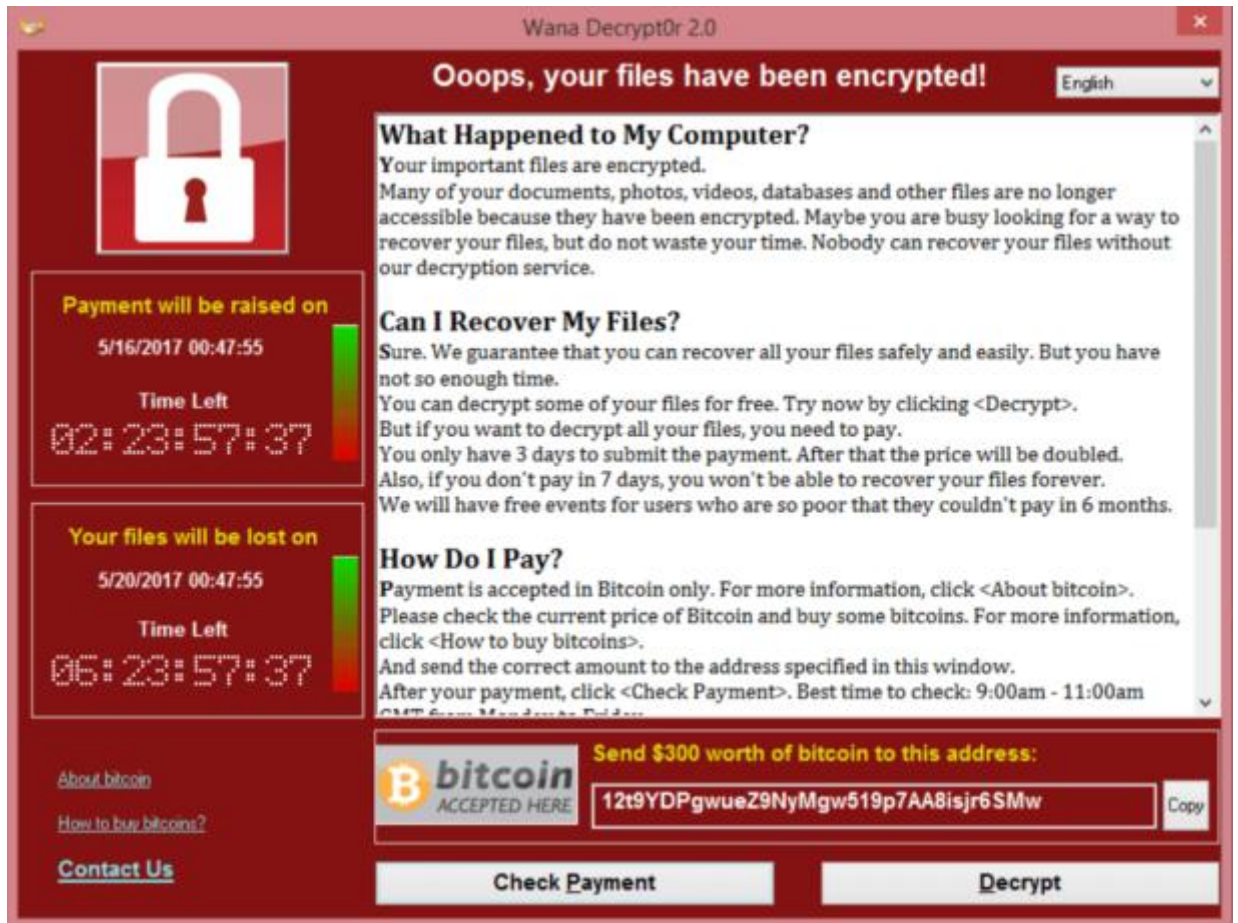 Wana Decrypt0r 2.0
Ooops, your files have been encrypted!
English
What Happened to My Computer?
Your important files are encrypted.
Many of your documents, photos, videos, databases and other files are no longer
accessible because they have been encrypted. Maybe you are busy looking for a way to
recover your files, but do not waste your time. Nobody can recover your files without
our decryption service.
Can I Recover My Files?
Sure. We guarantee that you can recover all your files safely and easily. But you have
not so enough time.
You can decrypt some of your files for free. Try now by clicking <Decrypt>.
But if you want to decrypt all your files, you need to pay.
You only have 3 days to submit the payment. After that the price will be doubled.
Also, if you don't pay in 7 days, you won't be able to recover your files forever.
We will have free events for users who are so poor that they couldn't pay in 6 months.
How Do I Pay?
Payment is accepted in Bitcoin only. For more information, click <About bitcoin>.
Please check the current price of Bitcoin and buy some bitcoins. For more information,
click <How to buy bitcoins>.
And send the correct amount to the address specified in this window.
After your payment, click <Check Payment>. Best time to check: 9:00am - 11:00am
GMT from Monday to Friday
Payment will be raised on
5/16/2017 00:47:55
Time Left
02:23:57:37
Your files will be lost on
5/20/2017 00:47:55
Time Left
06:23:57:37
About bitcoin
How to buy bitcoins?
Contact Us
bitcoin
ACCEPTED HERE
Send $300 worth of bitcoin to this address:
12t9YDPgwueZ9NyMgw519p7AA8isjr6SMw
Copy
Check Payment
Decrypt